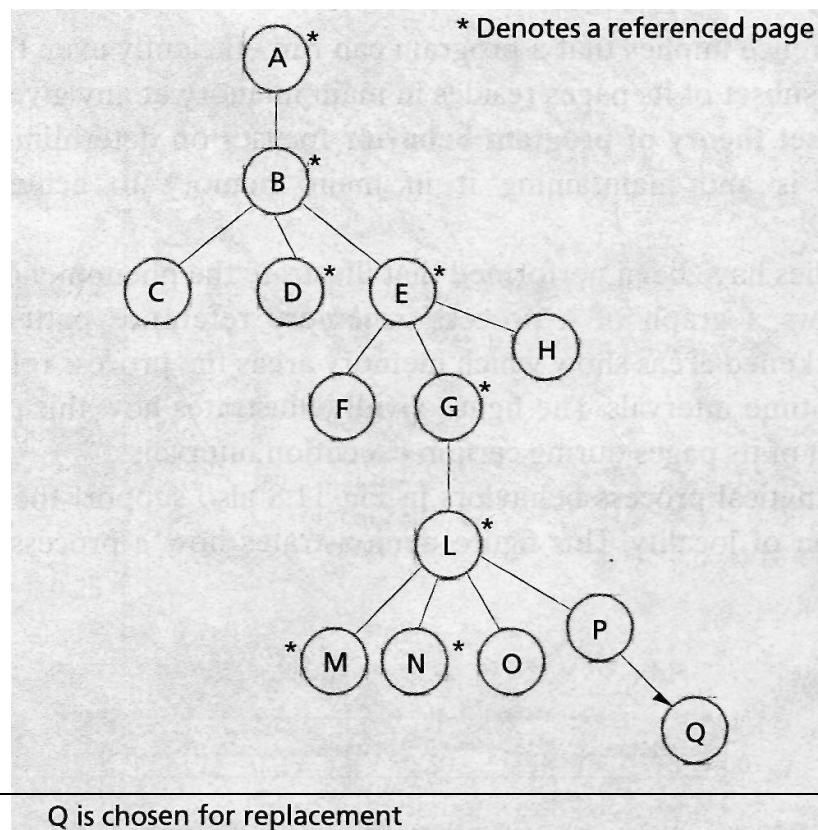 * Denotes a referenced page
A *
B *
C
D *
E *
H
F
G *
L *
* M
N *
O
P
Q
Q is chosen for replacement